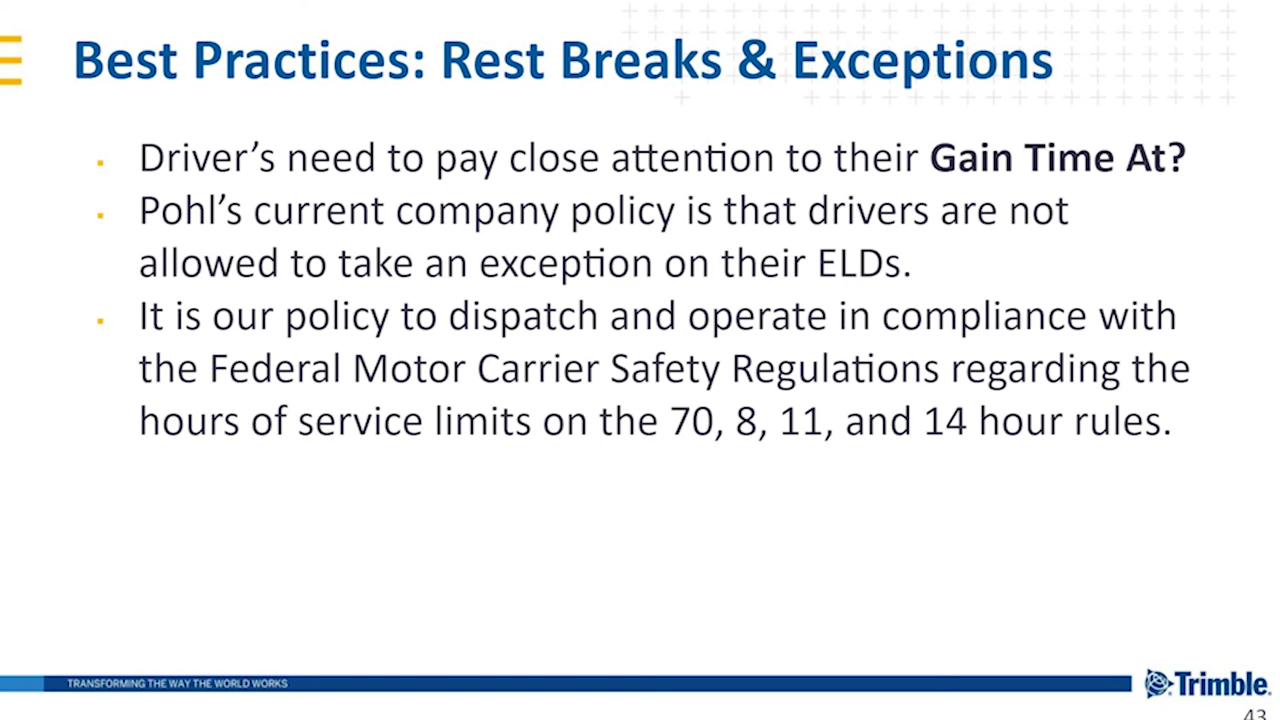 Best Practices: Rest Breaks & Exceptions
Driver’s need to pay close attention to their Gain Time At?
Pohl’s current company policy is that drivers are not
allowed to take an exception on their ELDs.
It is our policy to dispatch and operate in compliance with
the Federal Motor Carrier Safety Regulations regarding the
hours of service limits on the 70, 8, 11, and 14 hour rules.
TRANSFORMING THE WAY THE WORLD WORKS
Trimble.
43